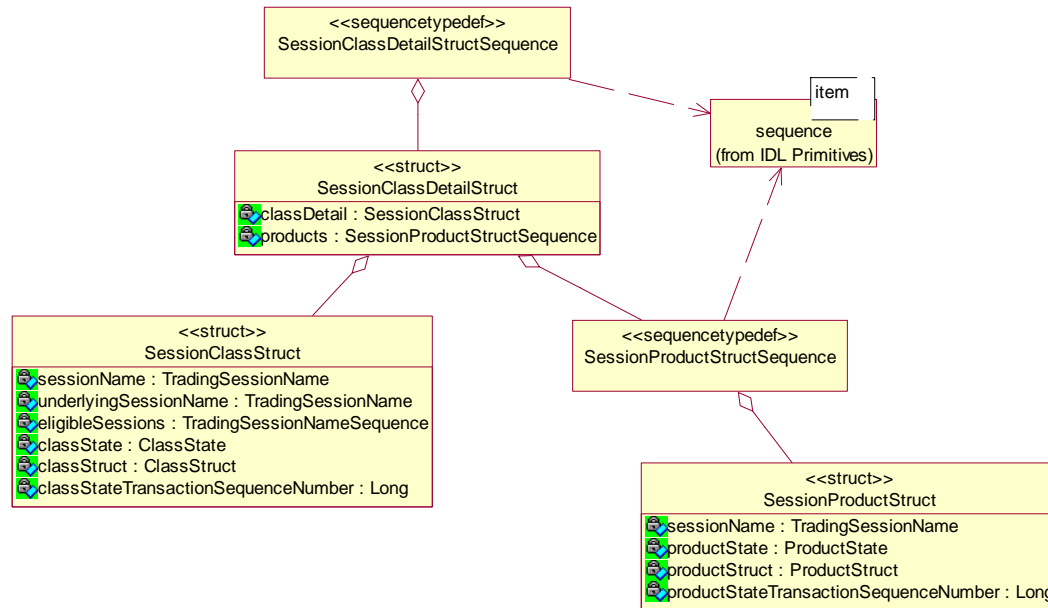 <<sequencetypedef>>
SessionClassDetailStructSequence
item
sequence
(from IDL Primitives)
<<struct>>
SessionClassDetailStruct
classDetail : SessionClassStruct
products : SessionProductStructSequence
<<struct>>
SessionClassStruct
sessionName : TradingSessionName
underlyingSessionName : TradingSessionName
eligibleSessions : TradingSessionNameSequence
classState : ClassState
classStruct : ClassStruct
classStateTransactionSequenceNumber : Long
<<sequencetypedef>>
SessionProductStructSequence
<<struct>>
SessionProductStruct
sessionName : TradingSessionName
productState : ProductState
productStruct : ProductStruct
productStateTransactionSequenceNumber : Long